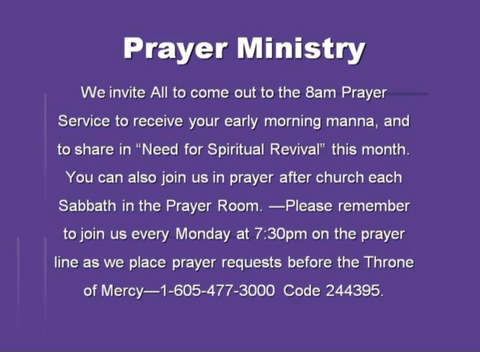 Prayer Ministry
We invite All to come out to the 8am Prayer
Service to receive your early morning manna, and
to share in “Need for Spiritual Revival” this month.
You can also join us in prayer after church each
Sabbath in the Prayer Room. —Please remember
to join us every Monday at 7:30pm on the prayer
line as we place prayer requests before the Throne
of Mercy—1-605-477-3000 Code 244395.